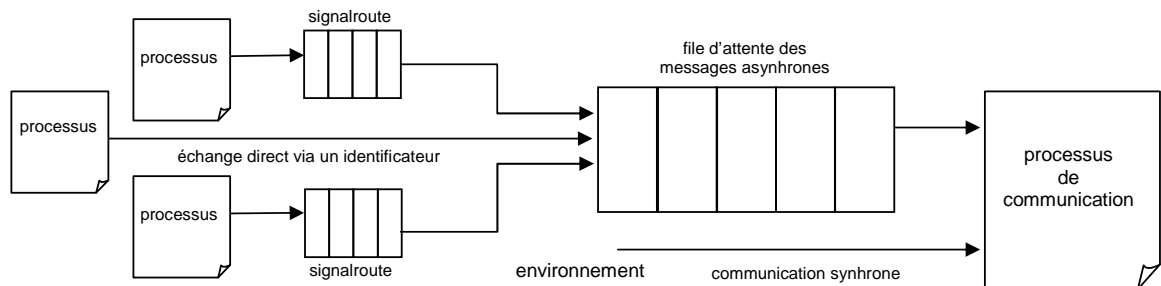 signalroute
processus
file d'attente des
messages asynhrones
processus
échange direct via un identificateur
processus
de
communication
processus
signalroute
environnement
communication synhrone